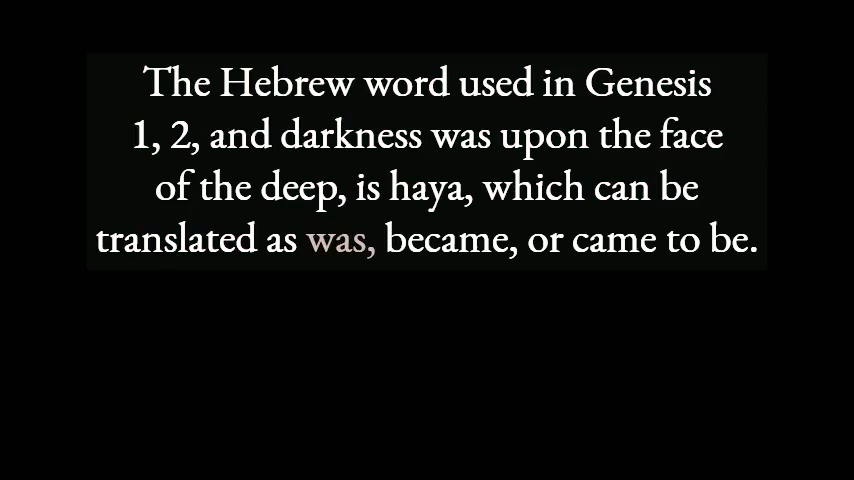 The Hebrew word used in Genesis
1, 2, and darkness was upon the face
of the deep, is haya, which can be
translated as was, became, or came to be.